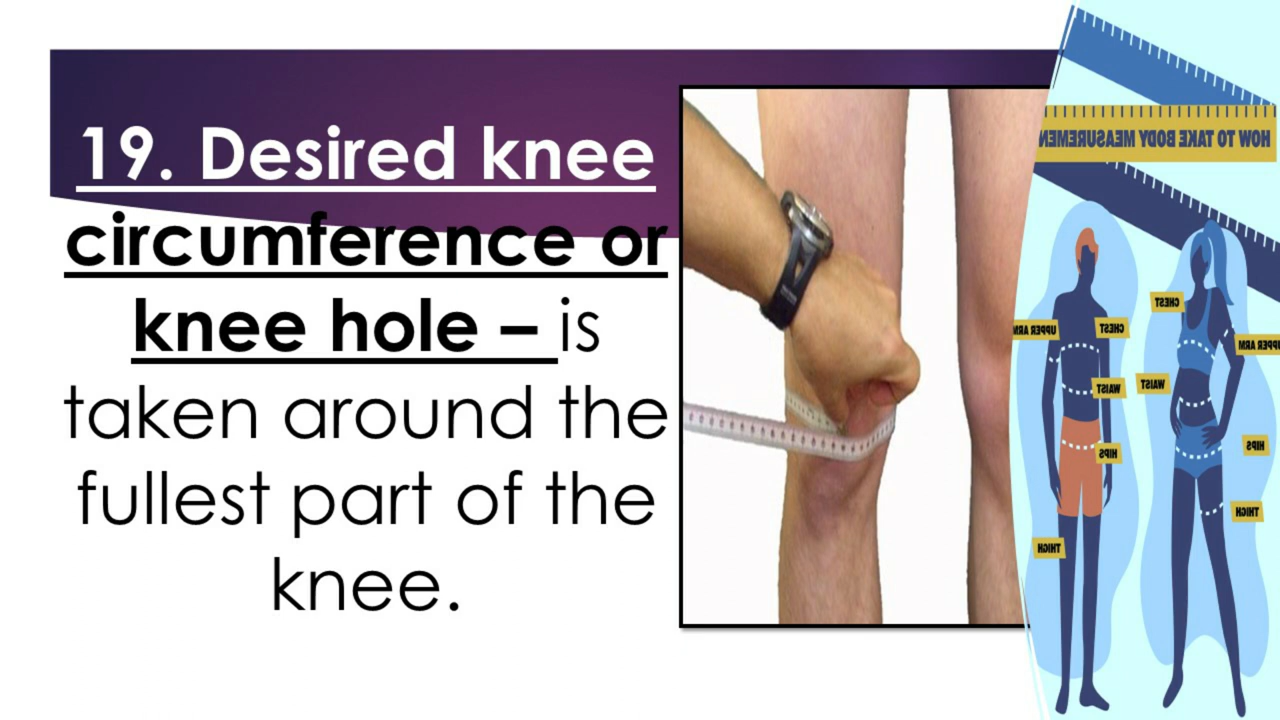 19. Desired knee
circumference or
knee hole – is
taken around the
fullest part of the
knee.
HOW TO TAKE BODY MEASUREMEN
UPPER ARM
CHEST
WAIST
HIPS
THIGH
CHEST
UPPER ARM
WAIST
HIPS
THIGH